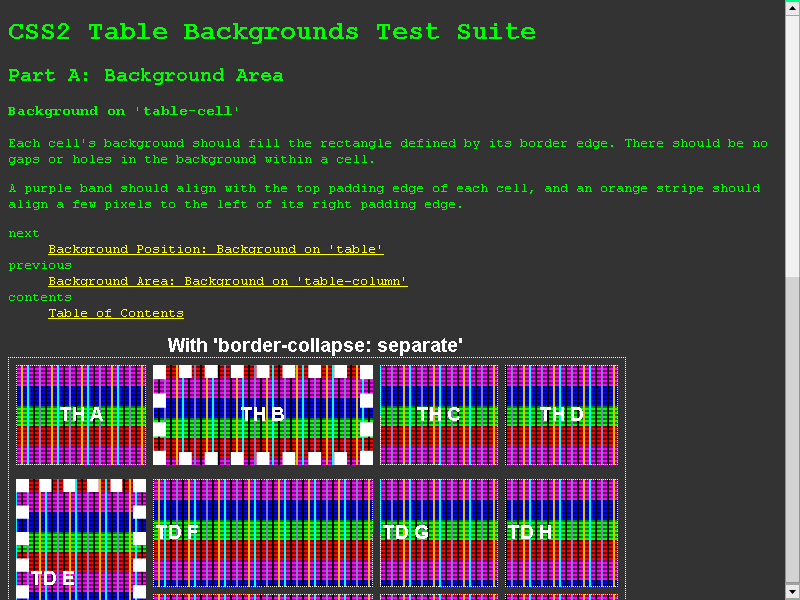 CSS2 Table Backgrounds Test Suite
Part A: Background Area
Background on 'table-cell'
Each cell's background should fill the rectangle defined by its border edge. There should be no
gaps or holes in the background within a cell.
A purple band should align with the top padding edge of each cell, and an orange stripe should
align a few pixels to the left of its right padding edge.
next
Background Position: Background on 'table'
previous
Background Area: Background on 'table-column'
contents
Table of Contents
With 'border-collapse: separate'
TH A TH B TH C TH D
TD F TD G TD H
TD E